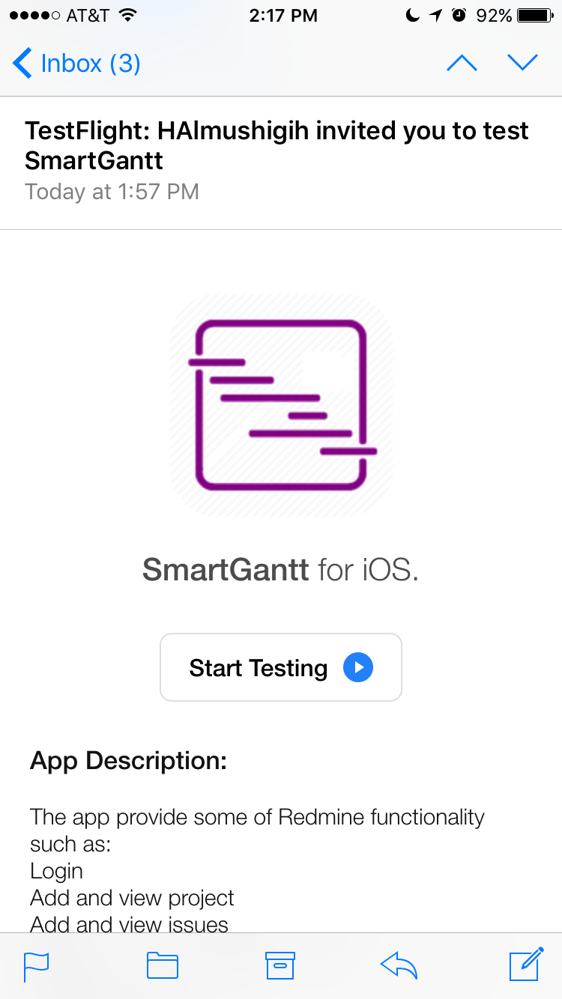 AT&T 2:17 PM 92%
Inbox (3)
TestFlight: HAlmushigih invited you to test
SmartGantt
Today at 1:57 PM
SmartGantt for iOS.
Start Testing
App Description:
The app provide some of Redmine functionality
such as:
Login
Add and view project
Add and view issues